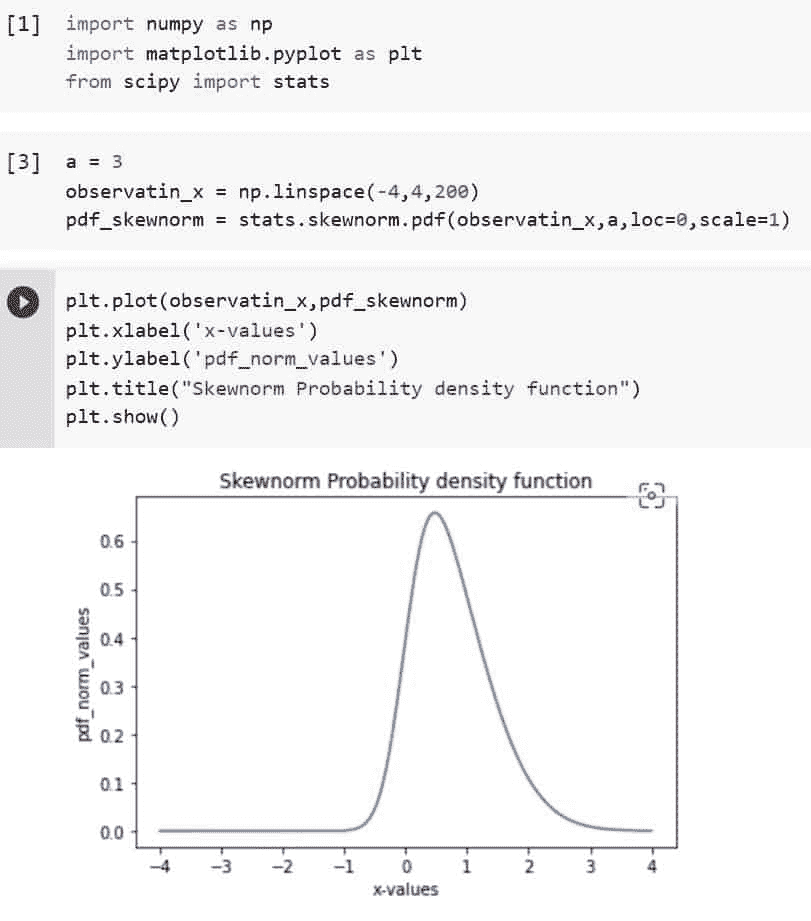 [1] import numpy as np
import matplotlib.pyplot as plt
from scipy import stats
[3] a = 3
observatin_x = np.linspace(-4,4,200)
pdf_skewnorm = stats.skewnorm.pdf(observatin_x,a,loc=0,scale=1)
plt.plot(observatin_x,pdf_skewnorm)
plt.xlabel('x-values')
plt.ylabel('pdf_norm_values')
plt.title("Skewnorm Probability density function")
plt.show()
Skewnorm Probability density function
0.6
0.5
0.4
0.3
0.2
0.1
0.0
pdf_norm_values
−4 −3 −2 −1 0 1 2 3 4
x-values